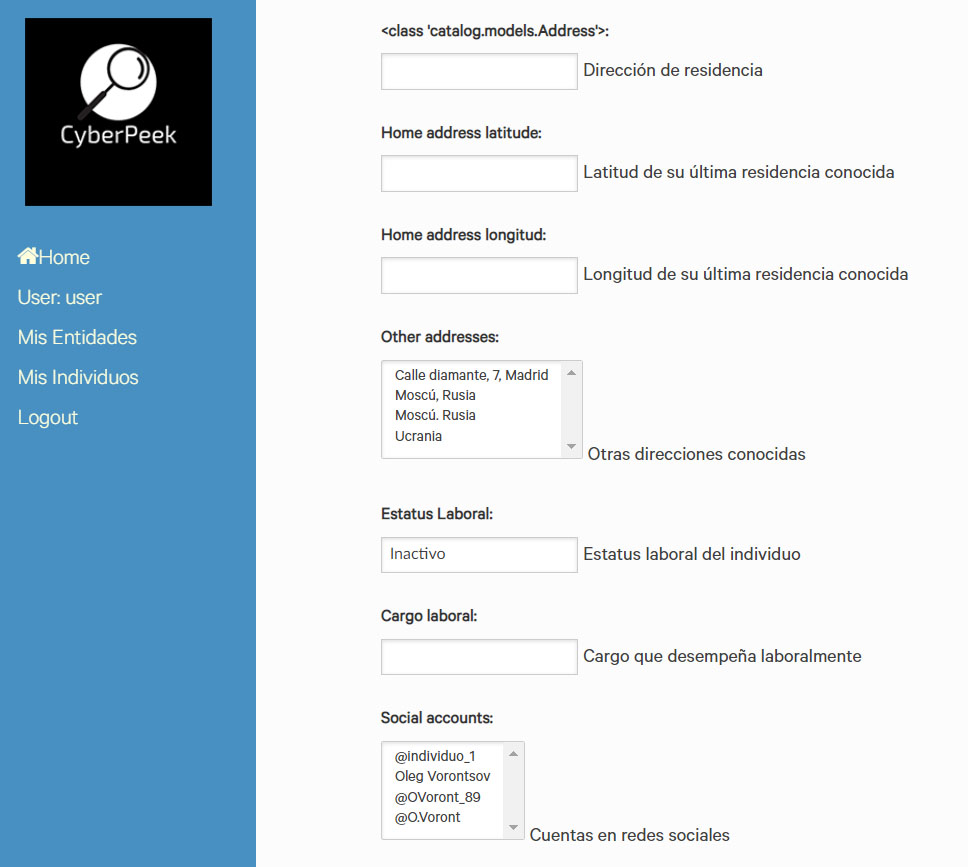 CyberPeek
Home
User: user
Mis Entidades
Mis Individuos
Logout
<class 'catalog.models.Address'>:
Dirección de residencia
Home address latitude:
Latitud de su última residencia conocida
Home address longitud:
Longitud de su última residencia conocida
Other addresses:
Calle diamante, 7, Madrid
Moscú, Rusia
Moscú. Rusia
Ucrania
Otras direcciones conocidas
Estatus Laboral:
Inactivo Estatus laboral del individuo
Cargo laboral:
Cargo que desempeña laboralmente
Social accounts:
@individuo_1
Oleg Vorontsov
@OVoront_89
@O.Voront
Cuentas en redes sociales